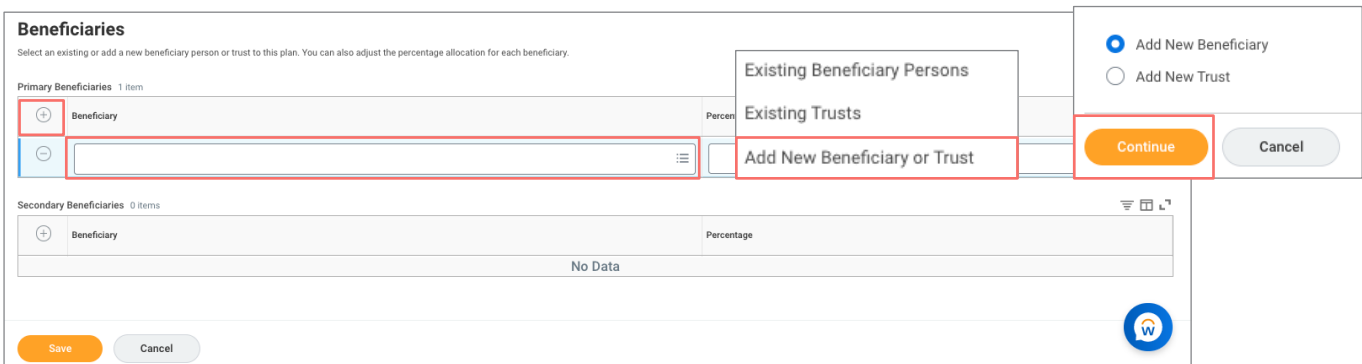 Beneficiaries
Select an existing or add a new beneficiary person or trust to this plan. You can also adjust the percentage allocation for each beneficiary.
Primary Beneficiaries 1 item
Beneficiary
Percen
Existing Beneficiary Persons
Existing Trusts
Add New Beneficiary or Trust
Add New Beneficiary
Add New Trust
Continue Cancel
Secondary Beneficiaries 0 items
Beneficiary Percentage
No Data
Save Cancel
w